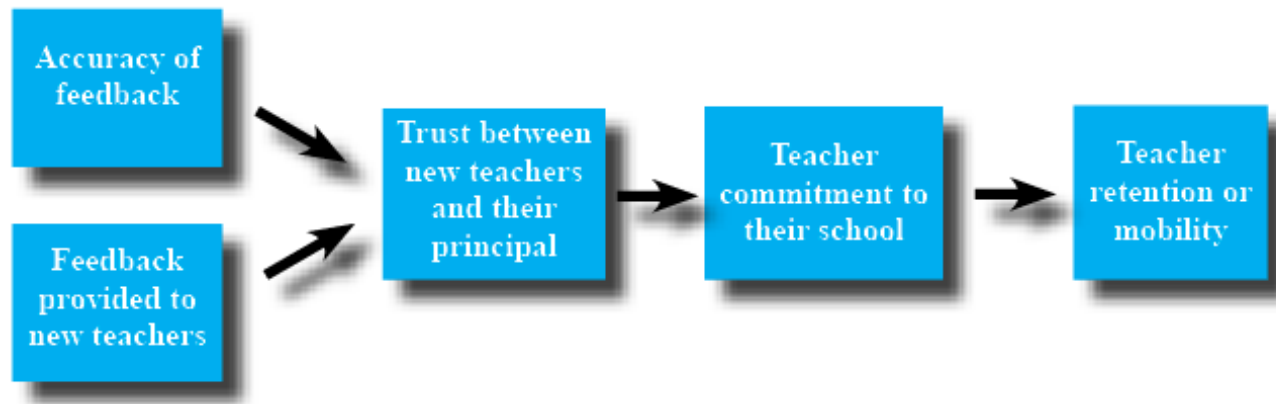 Accuracy of
feedback
Feedback
provided to
new teachers
Trust between
new teachers
and their
principal
Teacher
commitment to
their school
Teacher
retention or
mobility